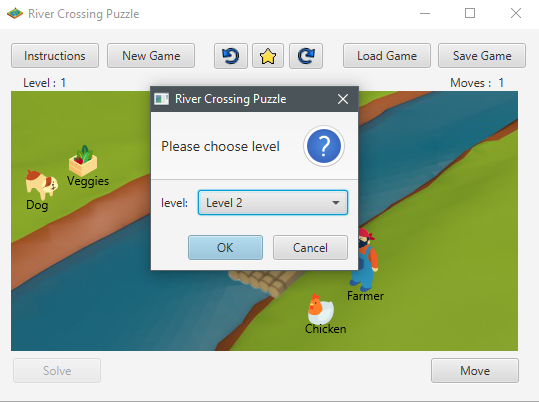 River Crossing Puzzle
Instructions New Game Load Game Save Game
Level : 1 Moves : 1
River Crossing Puzzle
Please choose level
?
level: Level 2
OK Cancel
Veggies
Dog
Farmer
Chicken
Solve Move